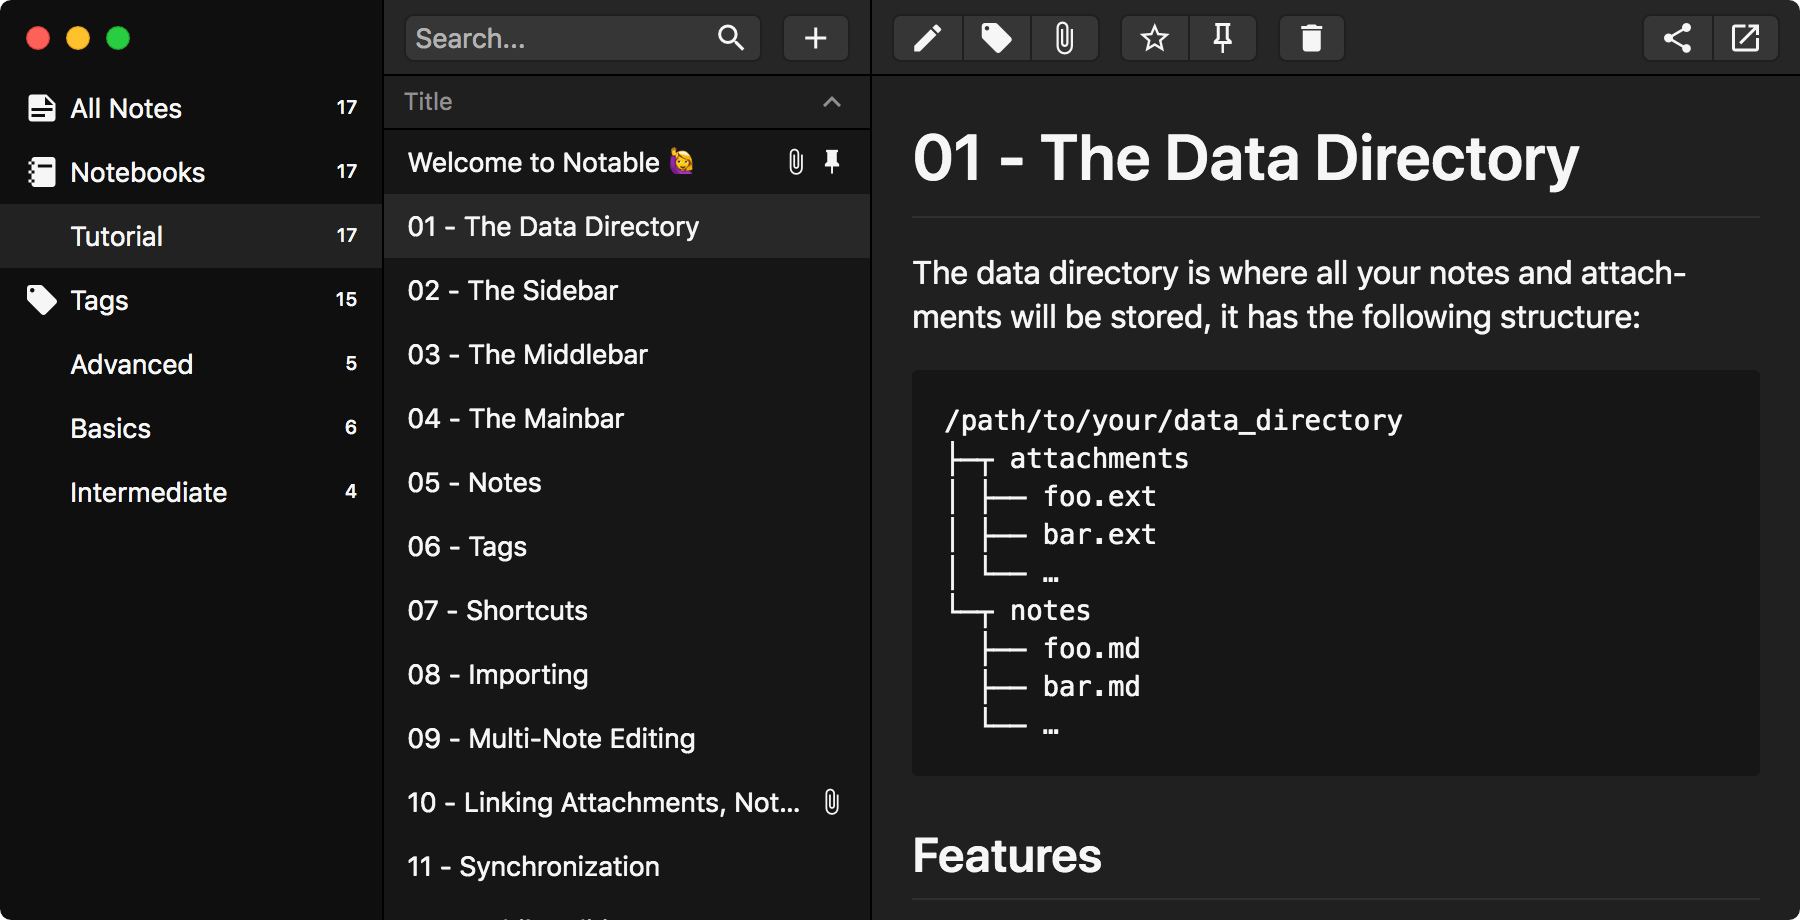 All Notes 17
Notebooks 17
Tutorial 17
Tags 15
Advanced 5
Basics 6
Intermediate 4
Search...
Title
Welcome to Notable 🙋
01 - The Data Directory
02 - The Sidebar
03 - The Middlebar
04 - The Mainbar
05 - Notes
06 - Tags
07 - Shortcuts
08 - Importing
09 - Multi-Note Editing
10 - Linking Attachments, Not...
11 - Synchronization
01 - The Data Directory
The data directory is where all your notes and attach-
ments will be stored, it has the following structure:
/path/to/your/data_directory
├─┬ attachments
│ ├── foo.ext
│ ├── bar.ext
│ └── …
└─┬ notes
  ├── foo.md
  ├── bar.md
  └── …
Features